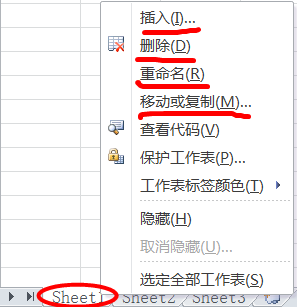 插入(I)...
删除(D)
重命名(R)
移动或复制(M)...
查看代码(V)
保护工作表(P)...
工作表标签颜色(T)
隐藏(H)
取消隐藏(U)...
选定全部工作表(S)
Sheet1 Sheet2 Sheet3